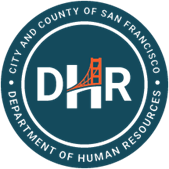 CITY AND COUNTY OF SAN FRANCISCO
DHR
DEPARTMENT OF HUMAN RESOURCES